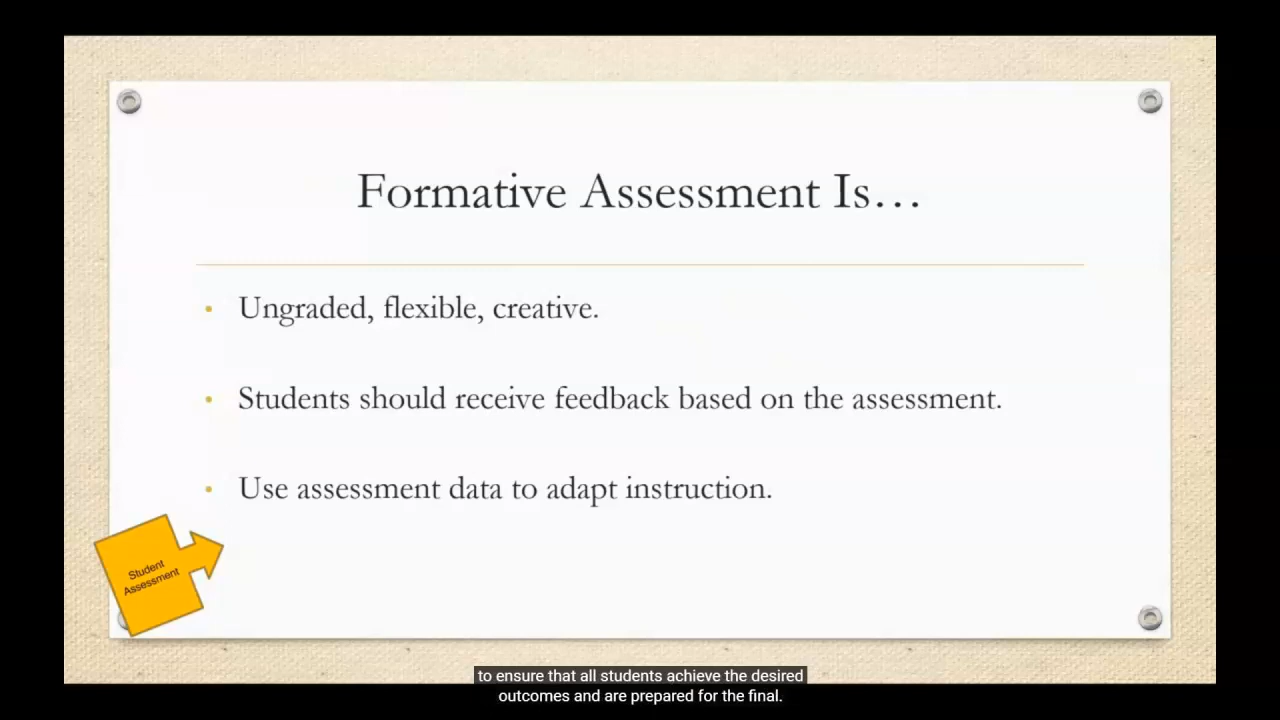 Formative Assessment Is…
• Ungraded, flexible, creative.
• Students should receive feedback based on the assessment.
• Use assessment data to adapt instruction.
Student
Assessment
to ensure that all students achieve the desired
outcomes and are prepared for the final.